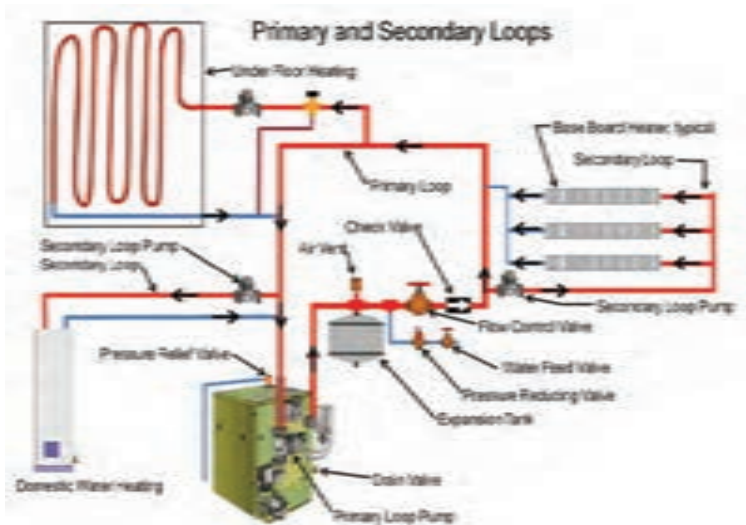 Primary and Secondary Loops
Under Floor Heating
Base Board Heater, typical
Secondary Loop
Primary Loop
Check Valve
Air Vent
Secondary Loop Pump
Secondary Loop
Secondary Loop Pump
Flow Control Valve
Pressure Relief Valve
Water Feed Valve
Pressure Reducing Valve
Expansion Tank
Drain Valve
Domestic Water Heating
Primary Loop Pump